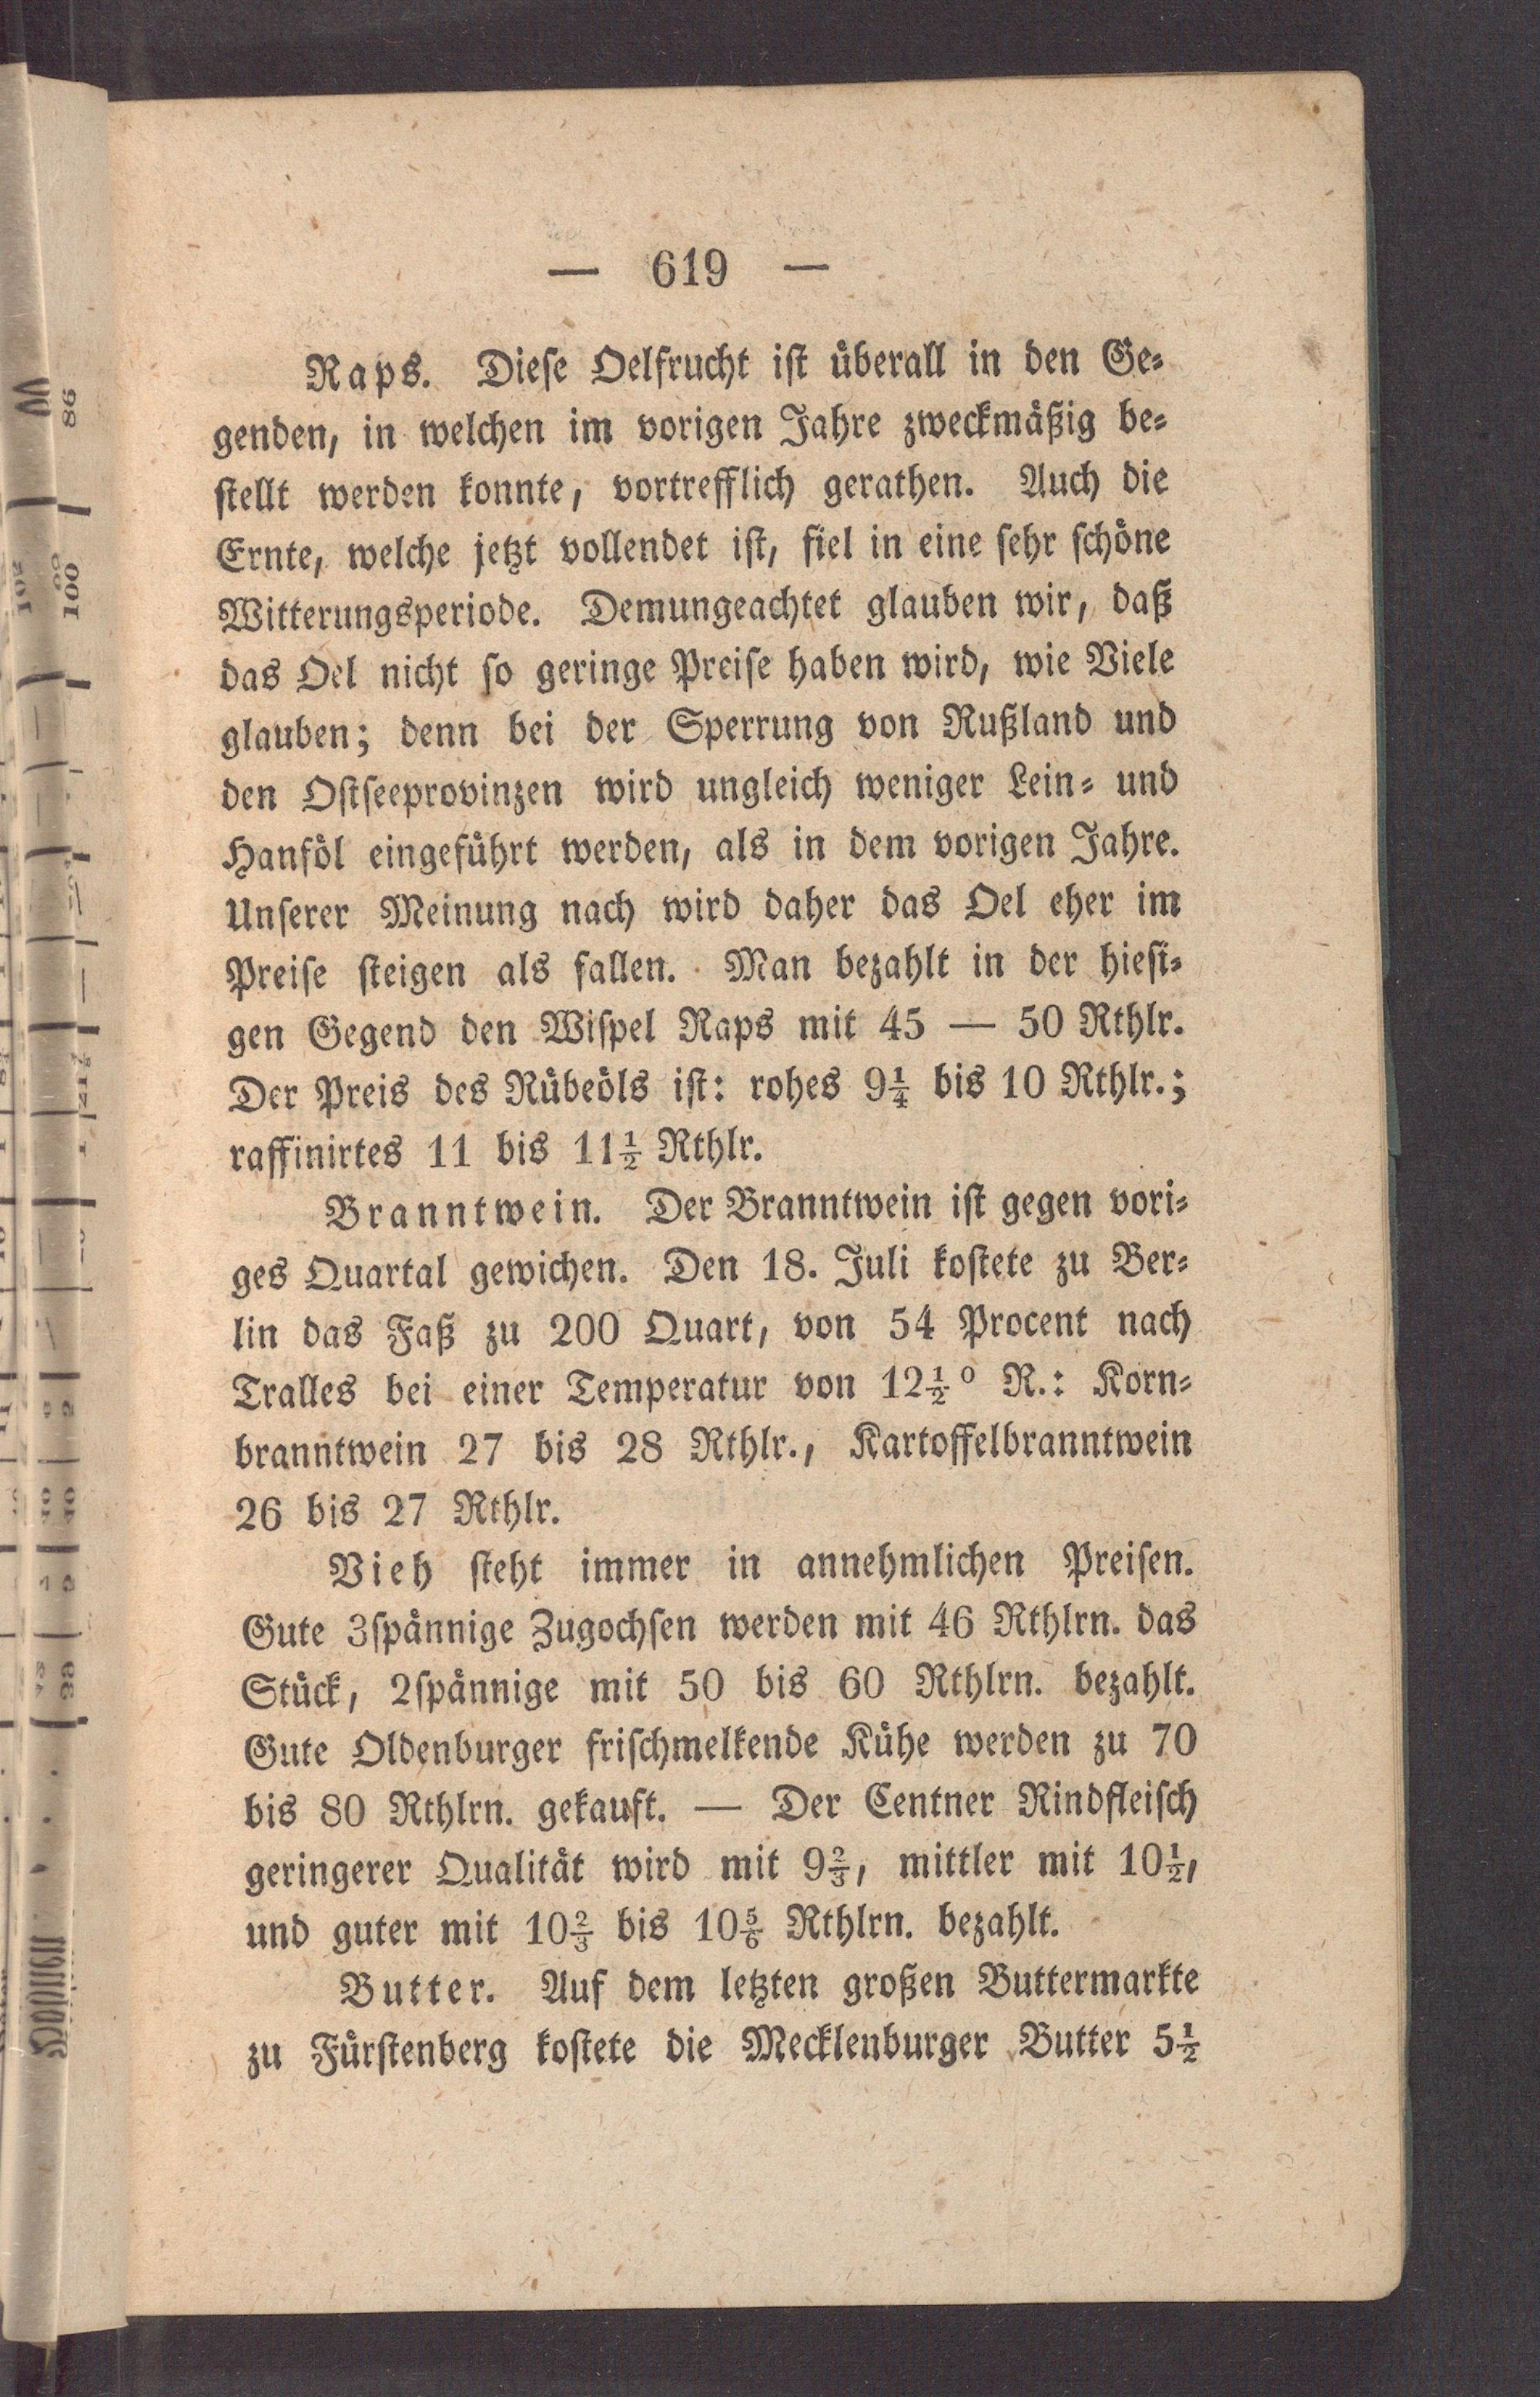 — 619 —
Raps. Diese Oelfrucht ist überall in den Ge-
genden, in welchen im vorigen Jahre zweckmäßig be-
stellt werden konnte, vortrefflich gerathen. Auch die
Ernte, welche jetzt vollendet ist, fiel in eine sehr schöne
Witterungsperiode. Demungeachtet glauben wir, daß
das Oel nicht so geringe Preise haben wird, wie Viele
glauben; denn bei der Sperrung von Rußland und
den Ostseeprovinzen wird ungleich weniger Lein- und
Hanföl eingeführt werden, als in dem vorigen Jahre.
Unserer Meinung nach wird daher das Oel eher im
Preise steigen als fallen. Man bezahlt in der hiesi-
gen Gegend den Wispel Raps mit 45 — 50 Rthlr.
Der Preis des Rübeöls ist: rohes 9¼ bis 10 Rthlr.;
raffinirtes 11 bis 11½ Rthlr.
Branntwein. Der Branntwein ist gegen vori-
ges Quartal gewichen. Den 18. Juli kostete zu Ber-
lin das Faß zu 200 Quart, von 54 Procent nach
Tralles bei einer Temperatur von 12½° R.: Korn-
branntwein 27 bis 28 Rthlr., Kartoffelbranntwein
26 bis 27 Rthlr.
Vieh steht immer in annehmlichen Preisen.
Gute 3spännige Zugochsen werden mit 46 Rthlrn. das
Stück, 2spännige mit 50 bis 60 Rthlrn. bezahlt.
Gute Oldenburger frischmelkende Kühe werden zu 70
bis 80 Rthlrn. gekauft. — Der Centner Rindfleisch
geringerer Qualität wird mit 9⅔, mittler mit 10½,
und guter mit 10⅔ bis 10⅚ Rthlrn. bezahlt.
Butter. Auf dem letzten großen Buttermarkte
zu Fürstenberg kostete die Mecklenburger Butter 5½